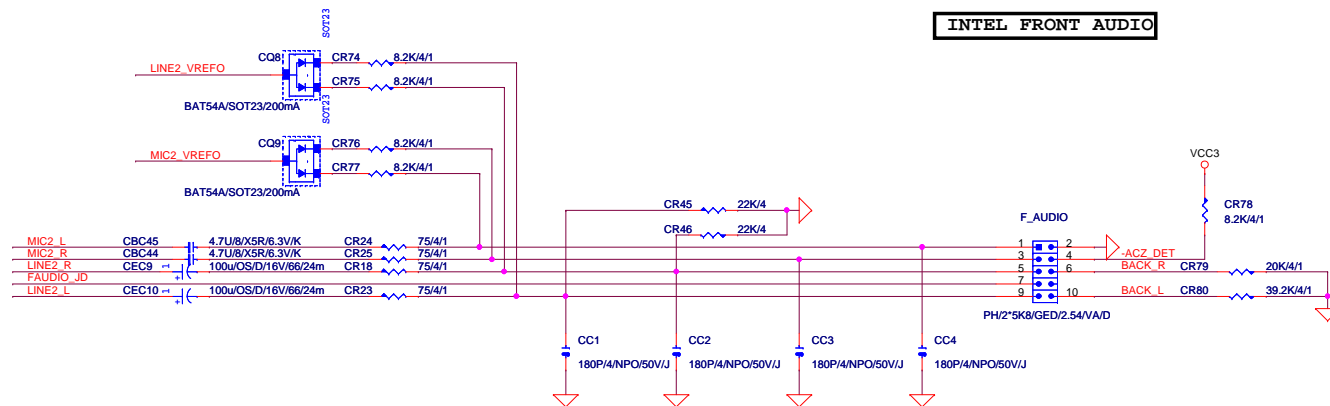 INTEL FRONT AUDIO
SOT23
CQ8 CR74 8.2K/4/1
LINE2_VREFO
CR75 8.2K/4/1
BAT54A/SOT23/200mA
SOT23
CQ9 CR76 8.2K/4/1
MIC2_VREFO
CR77 8.2K/4/1
BAT54A/SOT23/200mA
VCC3
CR78
8.2K/4/1
CR45 22K/4
CR46 22K/4
F_AUDIO
MIC2_L CBC45 4.7U/8/X5R/6.3V/K CR24 75/4/1 1 2
MIC2_R CBC44 4.7U/8/X5R/6.3V/K CR25 75/4/1 3 4 -ACZ_DET
LINE2_R CEC9 1 + 100u/OS/D/16V/66/24m CR18 75/4/1 5 6 BACK_R CR79 20K/4/1
FAUDIO_JD 7
LINE2_L CEC10 1 + 100u/OS/D/16V/66/24m CR23 75/4/1 9 10 BACK_L CR80 39.2K/4/1
PH/2*5K8/GED/2.54/VA/D
CC1 CC2 CC3 CC4
180P/4/NPO/50V/J 180P/4/NPO/50V/J 180P/4/NPO/50V/J 180P/4/NPO/50V/J